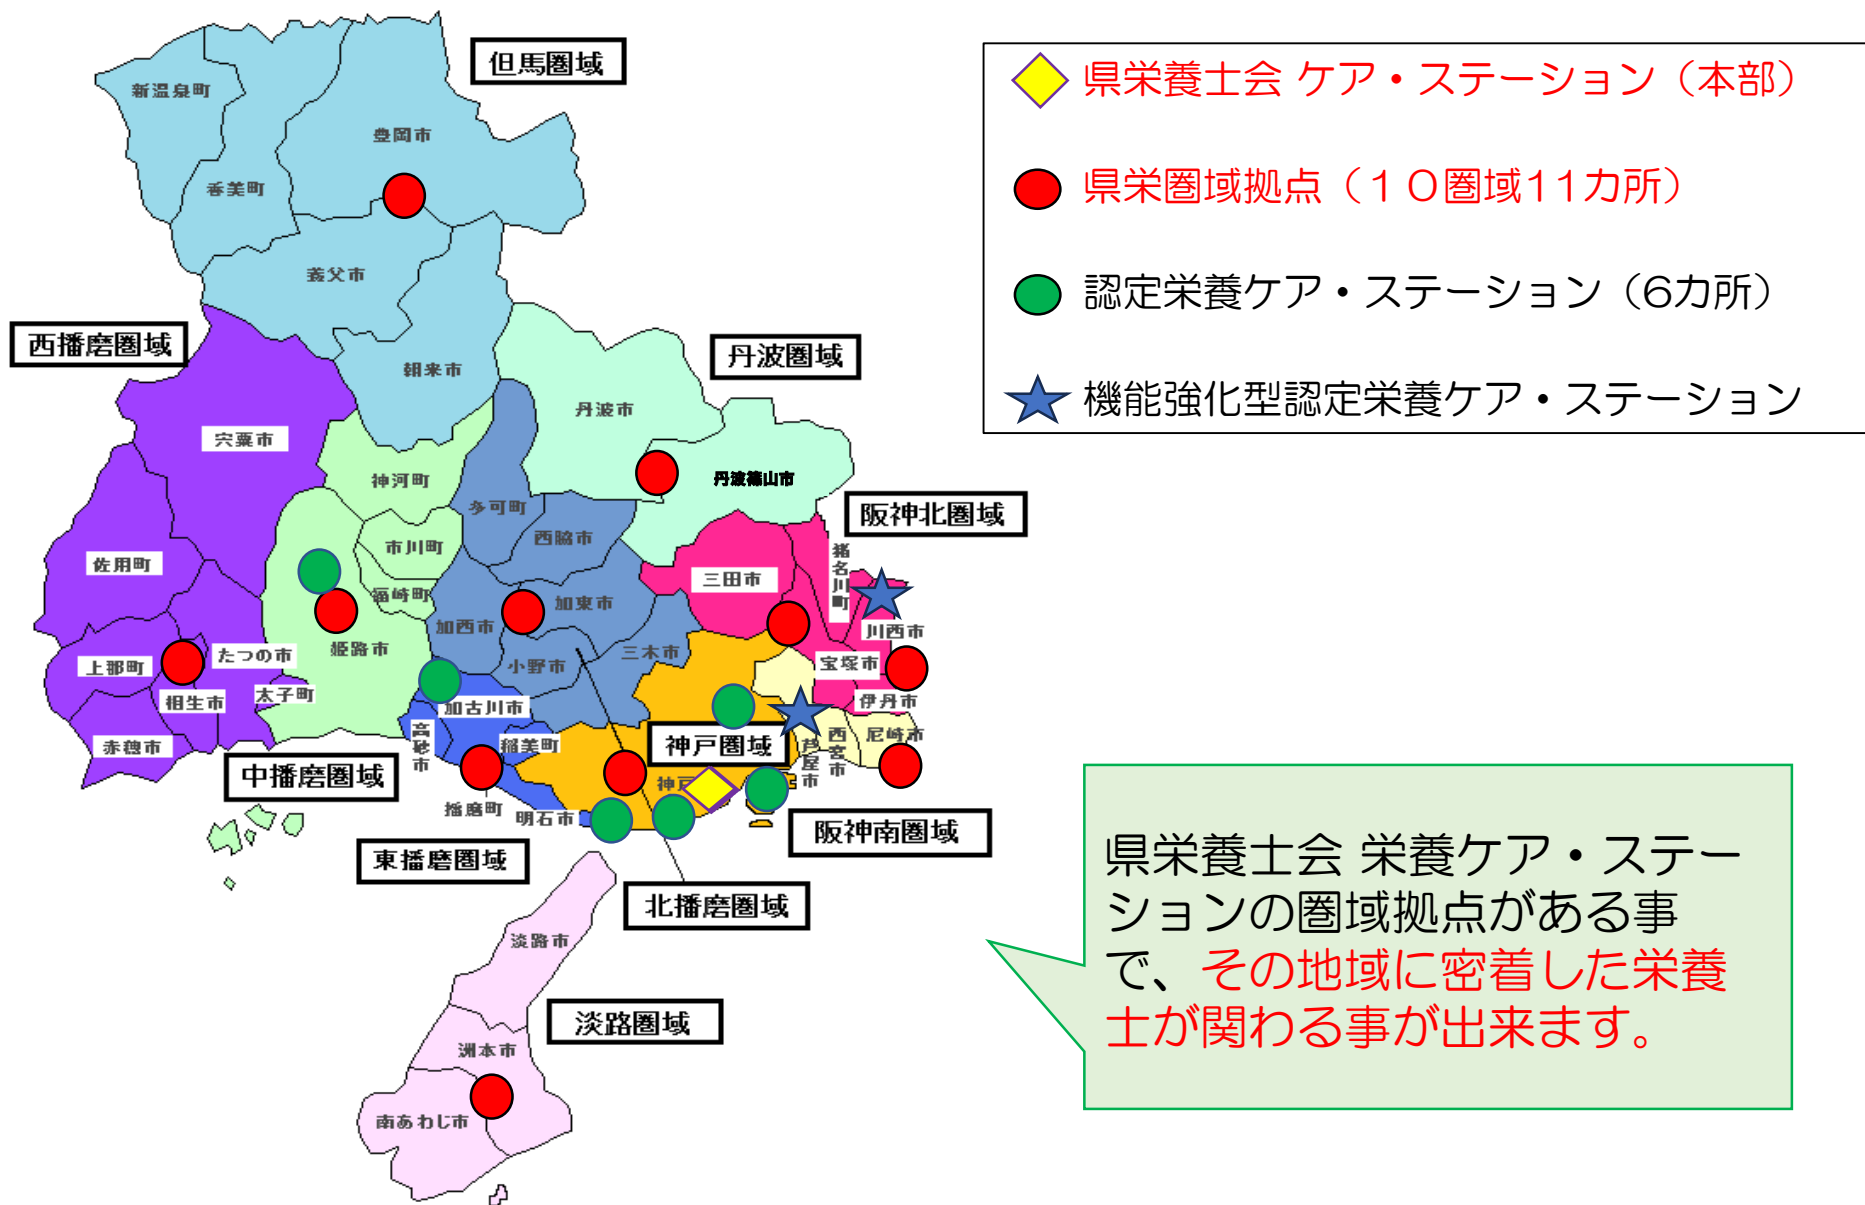 但馬圏域
新温泉町
豊岡市
香美町
養父市
朝来市
西播磨圏域
丹波圏域
宍粟市
丹波市
丹波篠山市
神河町
多可町
阪神北圏域
市川町
西脇市
佐用町
福崎町
加東市
三田市
猪名川町
加西市
川西市
上郡町
たつの市
姫路市
小野市
三木市
宝塚市
相生市
太子町
伊丹市
加古川市
赤穂市
高砂市
稲美町
神戸圏域
芦屋市
西宮市
尼崎市
中播磨圏域
神戸
播磨町
明石市
阪神南圏域
東播磨圏域
北播磨圏域
淡路市
淡路圏域
洲本市
南あわじ市
県栄養士会 ケア・ステーション（本部）
県栄圏域拠点（１０圏域11カ所）
認定栄養ケア・ステーション（6カ所）
機能強化型認定栄養ケア・ステーション
県栄養士会 栄養ケア・ステー
ションの圏域拠点がある事
で、その地域に密着した栄養
士が関わる事が出来ます。